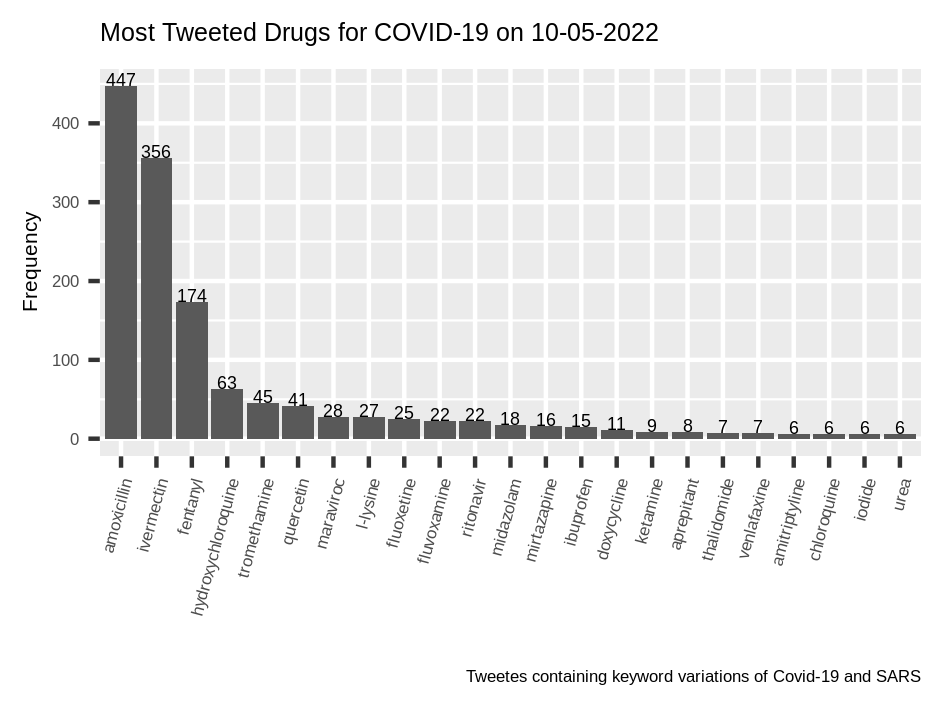 Most Tweeted Drugs for COVID-19 on 10-05-2022
447
356
174
63
45
41
28
27
25
22
22
18
16
15
11
9
8
7
7
6
6
6
6
Frequency
400
300
200
100
0
amoxicillin
ivermectin
fentanyl
hydroxychloroquine
tromethamine
quercetin
maraviroc
l-lysine
fluoxetine
fluvoxamine
ritonavir
midazolam
mirtazapine
ibuprofen
doxycycline
ketamine
aprepitant
thalidomide
venlafaxine
amitriptyline
chloroquine
iodide
urea
Tweetes containing keyword variations of Covid-19 and SARS